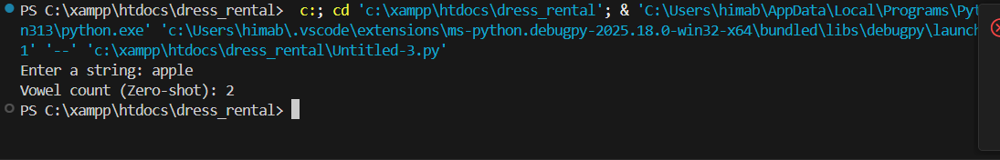 PS C:\xampp\htdocs\dress_rental>  c:; cd 'c:\xampp\htdocs\dress_rental'; & 'C:\Users\himab\AppData\Local\Programs\Pyt
n313\python.exe' 'c:\Users\himab\.vscode\extensions\ms-python.debugpy-2025.18.0-win32-x64\bundled\libs\debugpy\launch
1' '--' 'c:\xampp\htdocs\dress_rental\Untitled-3.py'
Enter a string: apple
Vowel count (Zero-shot): 2
PS C:\xampp\htdocs\dress_rental>